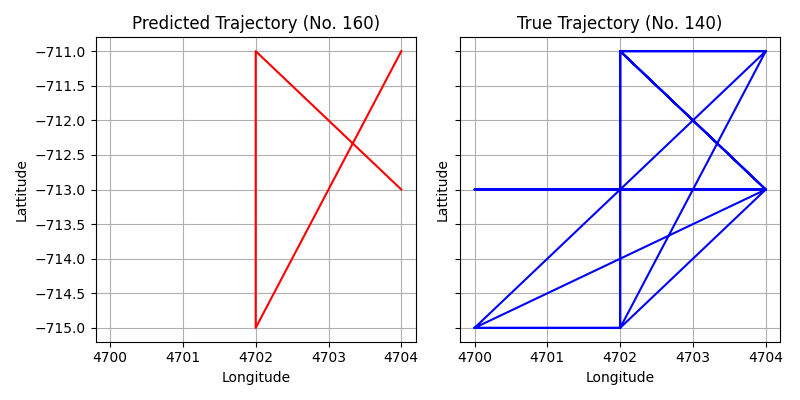 Predicted Trajectory (No. 160)
True Trajectory (No. 140)
Lattitude
−711.0
−711.5
−712.0
−712.5
−713.0
−713.5
−714.0
−714.5
−715.0
4700 4701 4702 4703 4704
Longitude
Lattitude
4700 4701 4702 4703 4704
Longitude